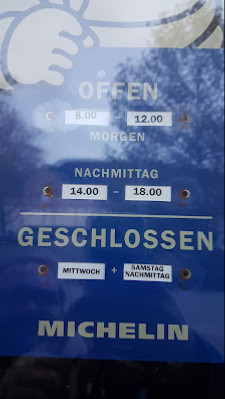 OFFEN
8.00 - 12.00
MORGEN
NACHMITTAG
14.00 - 18.00
GESCHLOSSEN
MITTWOCH + SAMSTAG NACHMITTAG
MICHELIN